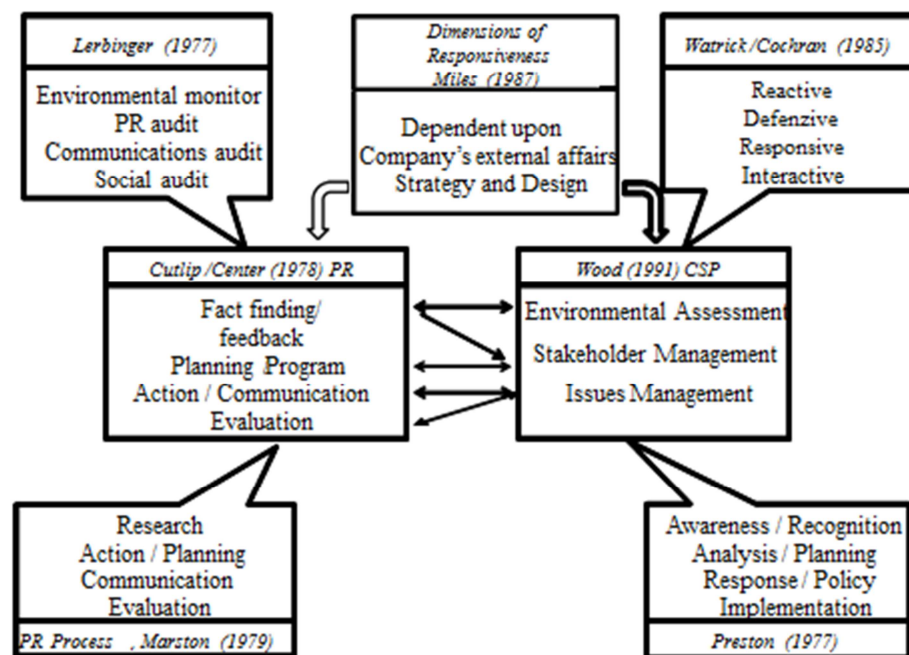 Lerbinger (1977)
Environmental monitor
PR audit
Communications audit
Social audit
Dimensions of
Responsiveness
Miles (1987)
Dependent upon
Company's external affairs
Strategy and Design
Watrick/Cochran (1985)
Reactive
Defenzive
Responsive
Interactive
Cutlip/Center (1978) PR
Fact finding/
feedback
Planning Program
Action / Communication
Evaluation
Wood (1991) CSP
Environmental Assessment
Stakeholder Management
Issues Management
Research
Action / Planning
Communication
Evaluation
PR Process , Marston (1979)
Awareness / Recognition
Analysis / Planning
Response / Policy
Implementation
Preston (1977)